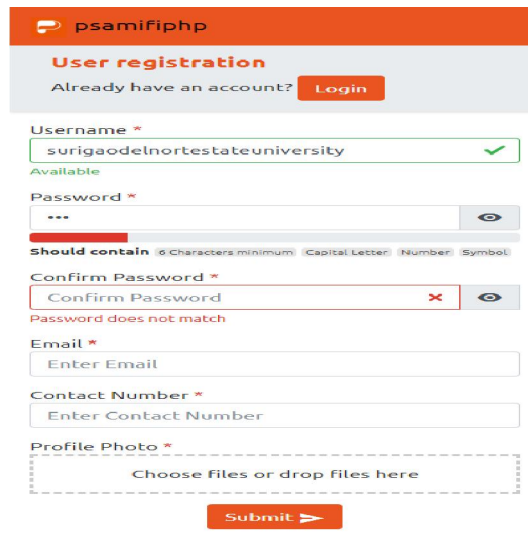 psamifiphp
User registration
Already have an account? Login
Username *
surigaodelnortestateuniversity
Available
Password *
•••
Should contain 6 Characters minimum Capital Letter Number Symbol
Confirm Password *
Confirm Password
Password does not match
Email *
Enter Email
Contact Number *
Enter Contact Number
Profile Photo *
Choose files or drop files here
Submit